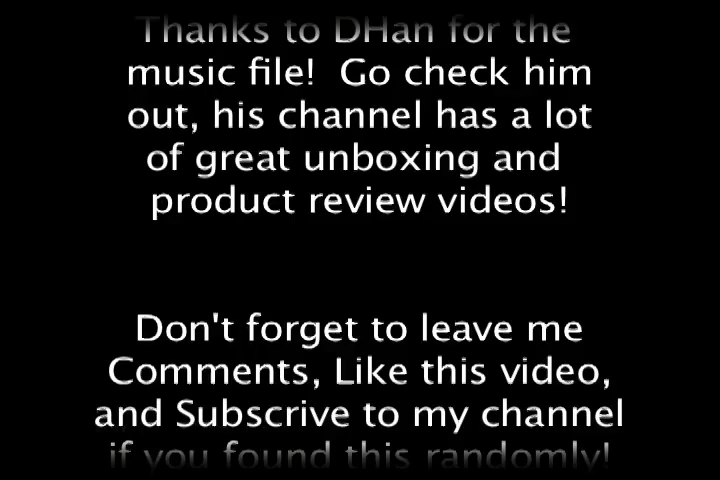 Thanks to DHan for the
music file!  Go check him
out, his channel has a lot
of great unboxing and
product review videos!
Don't forget to leave me
Comments, Like this video,
and Subscrive to my channel
if you found this randomly!